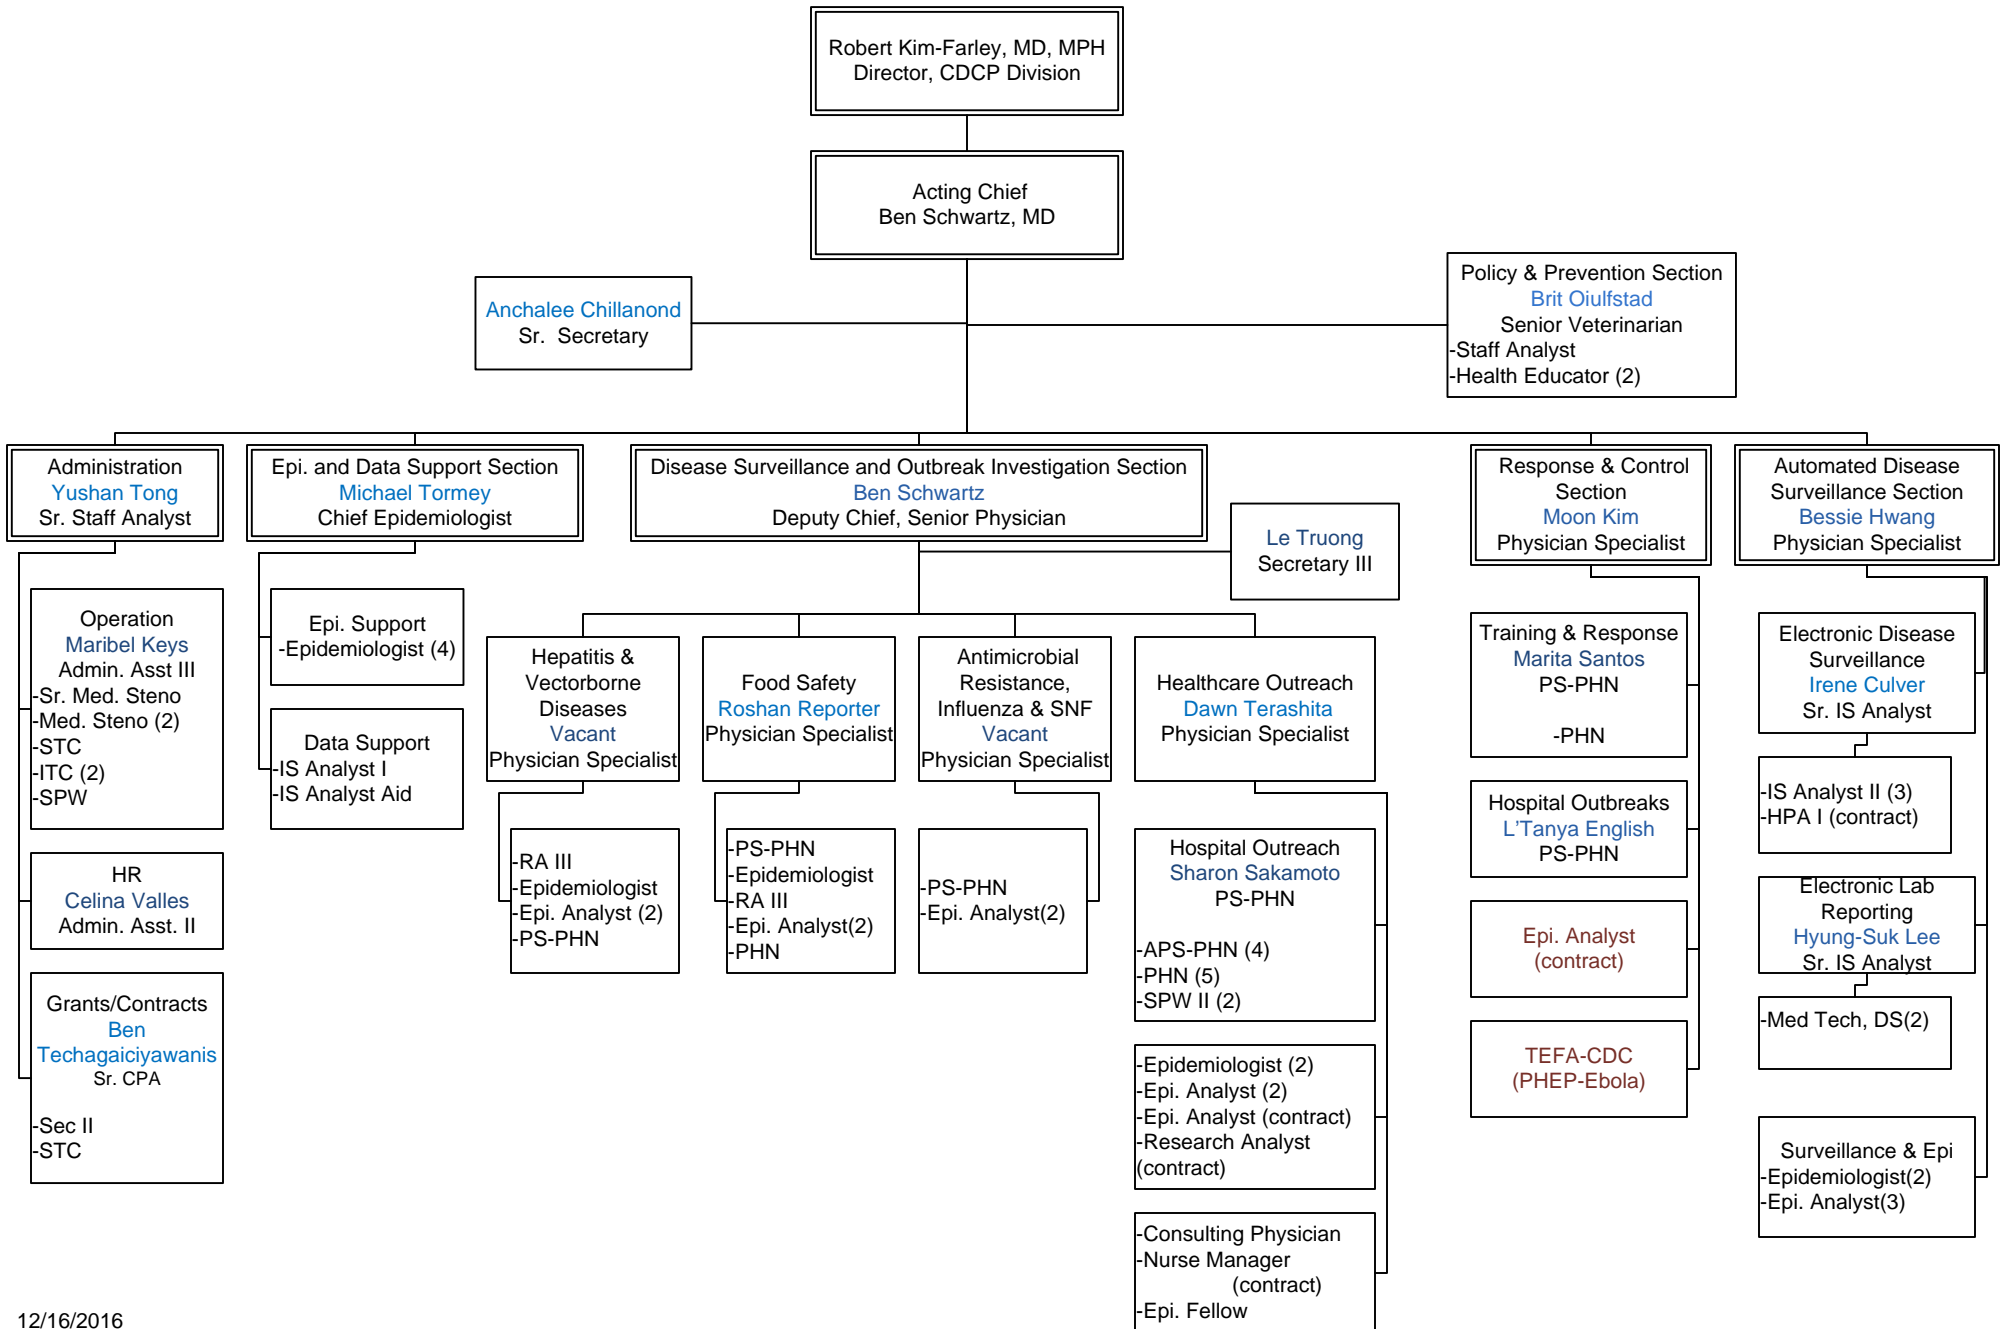 Robert Kim-Farley, MD, MPH
Director, CDCP Division
Acting Chief
Ben Schwartz, MD
Anchalee Chillanond
Sr. Secretary
Policy & Prevention Section
Brit Oiulfstad
Senior Veterinarian
-Staff Analyst
-Health Educator (2)
Administration
Yushan Tong
Sr. Staff Analyst
Epi. and Data Support Section
Michael Tormey
Chief Epidemiologist
Disease Surveillance and Outbreak Investigation Section
Ben Schwartz
Deputy Chief, Senior Physician
Response & Control
Section
Moon Kim
Physician Specialist
Automated Disease
Surveillance Section
Bessie Hwang
Physician Specialist
Le Truong
Secretary III
Operation
Maribel Keys
Admin. Asst III
-Sr. Med. Steno
-Med. Steno (2)
-STC
-ITC (2)
-SPW
HR
Celina Valles
Admin. Asst. II
Grants/Contracts
Ben
Techagaiciyawanis
Sr. CPA
-Sec II
-STC
Epi. Support
-Epidemiologist (4)
Data Support
-IS Analyst I
-IS Analyst Aid
Hepatitis &
Vectorborne
Diseases
Vacant
Physician Specialist
-RA III
-Epidemiologist
-Epi. Analyst (2)
-PS-PHN
Food Safety
Roshan Reporter
Physician Specialist
-PS-PHN
-Epidemiologist
-RA III
-Epi. Analyst(2)
-PHN
Antimicrobial
Resistance,
Influenza & SNF
Vacant
Physician Specialist
-PS-PHN
-Epi. Analyst(2)
Healthcare Outreach
Dawn Terashita
Physician Specialist
Hospital Outreach
Sharon Sakamoto
PS-PHN
-APS-PHN (4)
-PHN (5)
-SPW II (2)
-Epidemiologist (2)
-Epi. Analyst (2)
-Epi. Analyst (contract)
-Research Analyst
(contract)
-Consulting Physician
-Nurse Manager
(contract)
-Epi. Fellow
Training & Response
Marita Santos
PS-PHN
-PHN
Hospital Outbreaks
L'Tanya English
PS-PHN
Epi. Analyst
(contract)
TEFA-CDC
(PHEP-Ebola)
Electronic Disease
Surveillance
Irene Culver
Sr. IS Analyst
-IS Analyst II (3)
-HPA I (contract)
Electronic Lab
Reporting
Hyung-Suk Lee
Sr. IS Analyst
-Med Tech, DS(2)
Surveillance & Epi
-Epidemiologist(2)
-Epi. Analyst(3)
12/16/2016